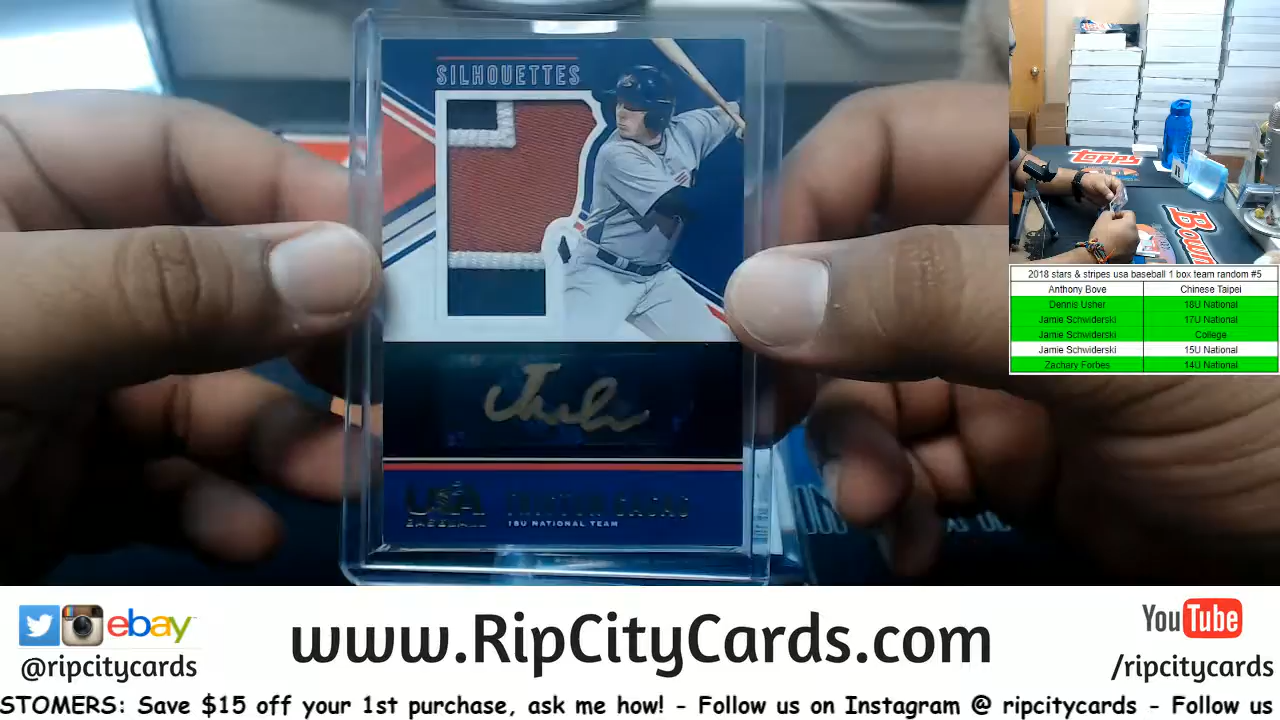 SILHOUETTES
USA
BASEBALL
18U NATIONAL TEAM
topps
Bow
2018 stars & stripes usa baseball 1 box team random #5
Anthony Bove Chinese Taipei
Dennis Usher 18U National
Jamie Schwiderski 17U National
Jamie Schwiderski College
Jamie Schwiderski 15U National
Zachary Forbes 14U National
ebay
@ripcitycards
www.RipCityCards.com
YouTube
/ripcitycards
STOMERS: Save $15 off your 1st purchase, ask me how! - Follow us on Instagram @ ripcitycards - Follow us